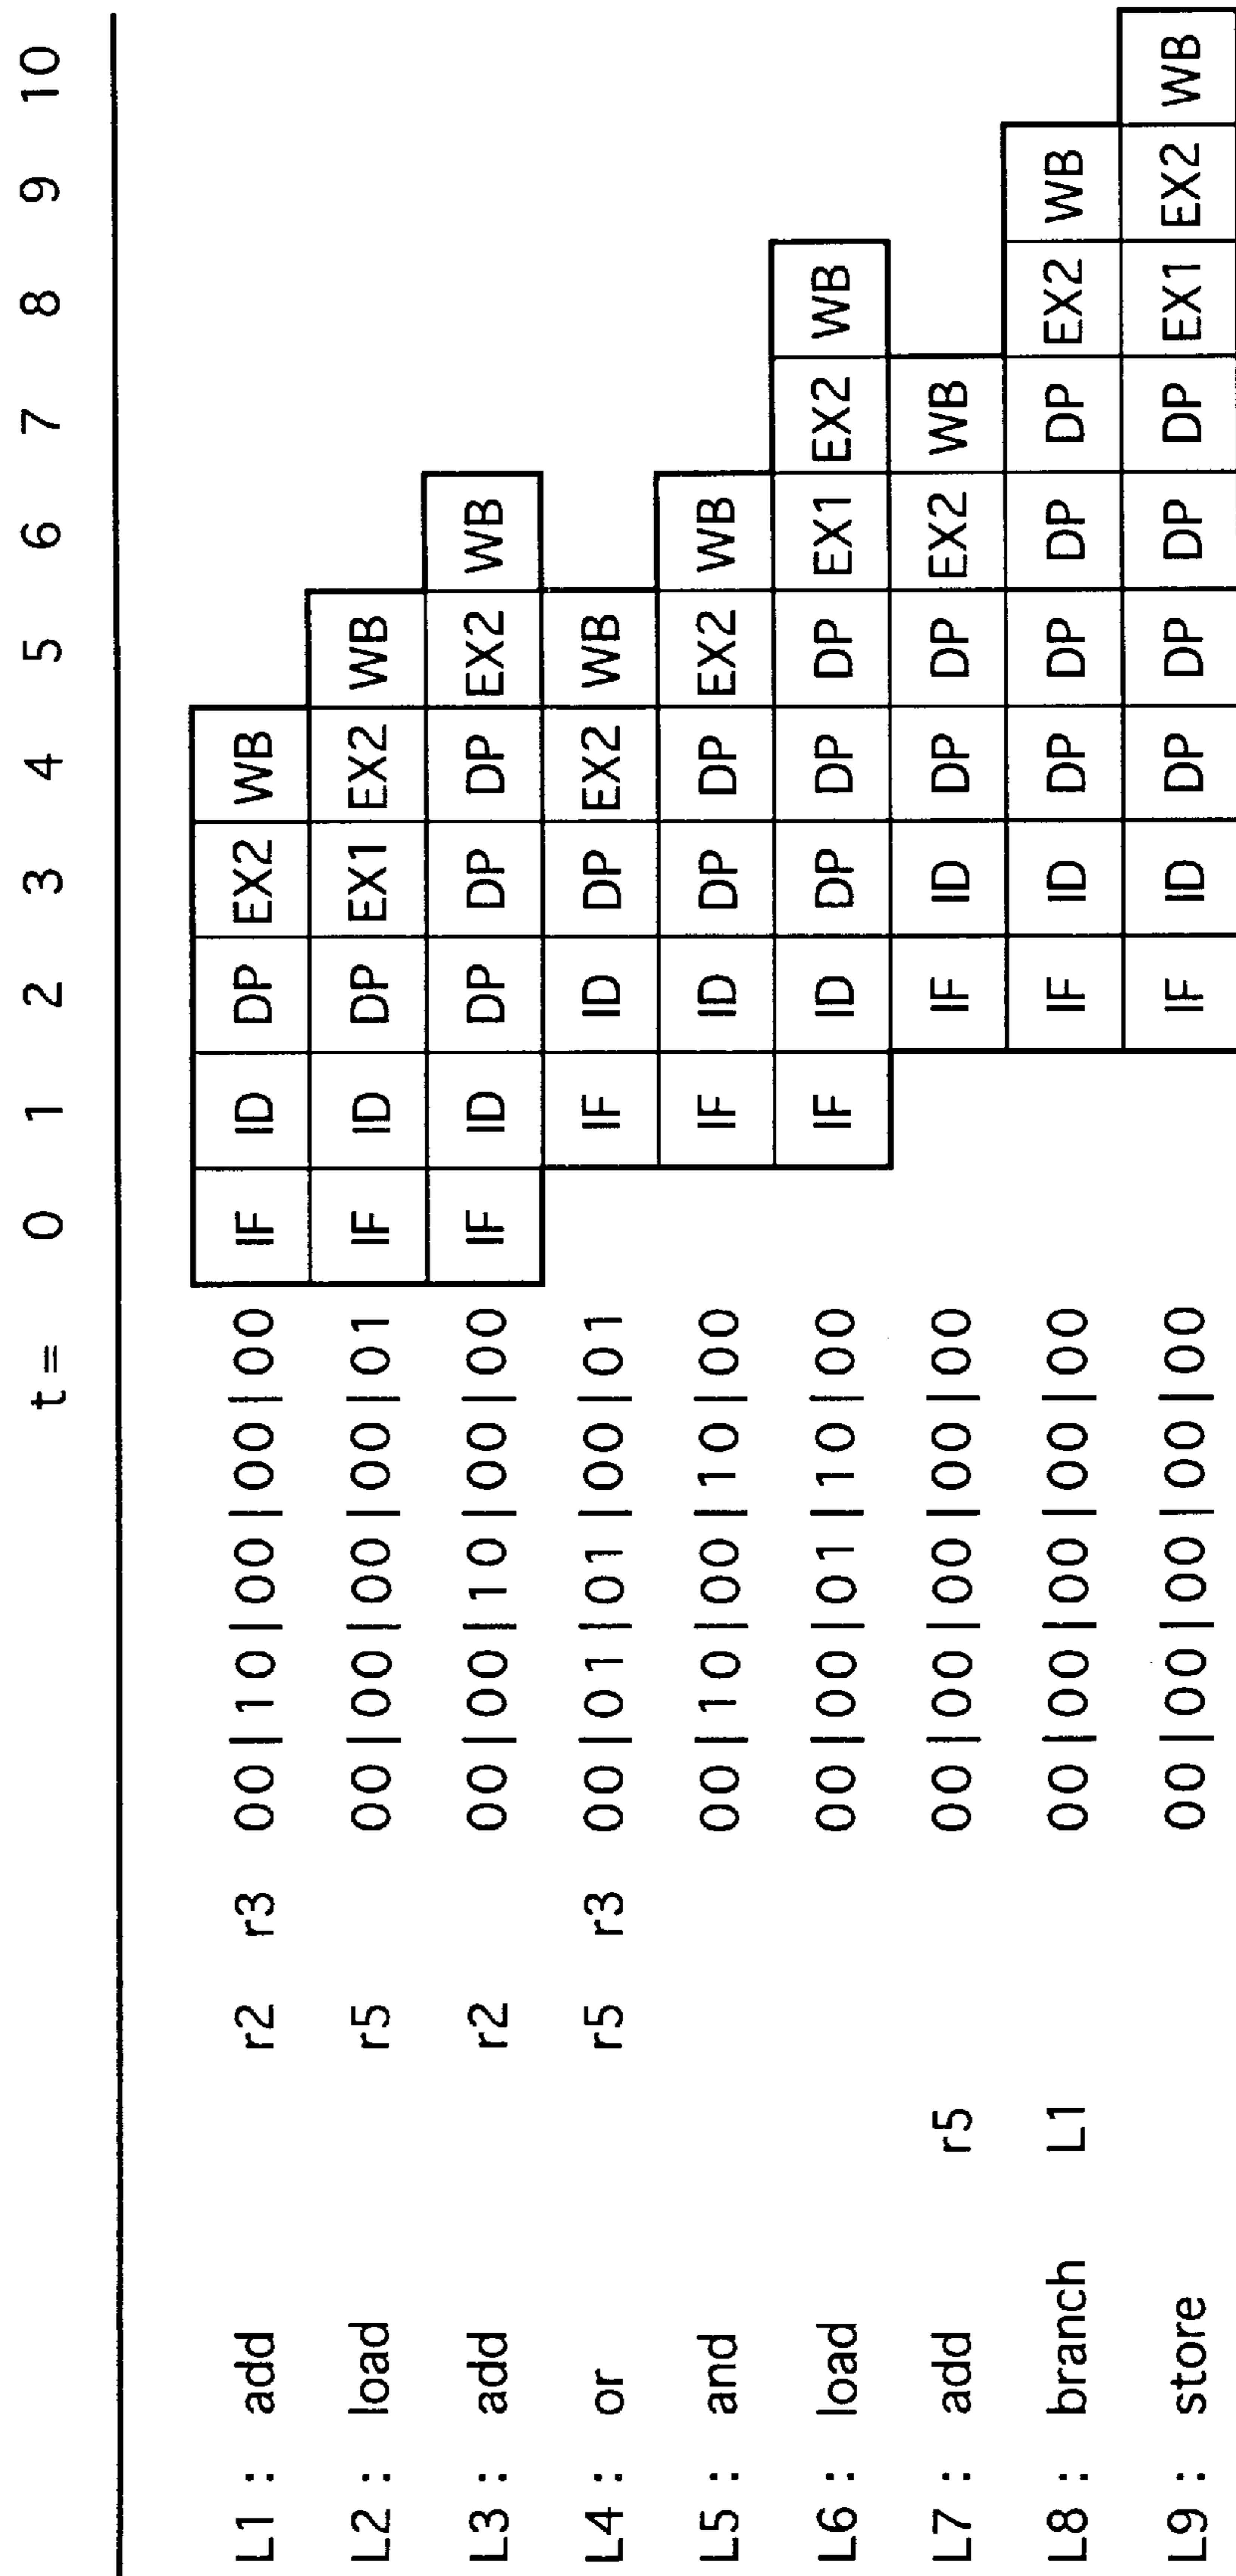 t = 0 1 2 3 4 5 6 7 8 9 10
L1 : add r2 r3 00|10|00|00|00 IF ID DP EX2 WB
L2 : load r5 00|00|00|00|01 IF ID DP EX1 EX2 WB
L3 : add r2 00|00|10|00|00 IF ID DP DP DP EX2 WB
L4 : or r5 r3 00|01|01|00|01 IF ID DP EX2 WB
L5 : and 00|10|00|10|00 IF ID DP DP EX2 WB
L6 : load 00|00|01|10|00 IF ID DP DP DP EX1 EX2 WB
L7 : add r5 00|00|00|00|00 IF ID DP DP EX2 WB
L8 : branch L1 00|00|00|00|00 IF ID DP DP DP DP EX2 WB
L9 : store 00|00|00|00|00 IF ID DP DP DP DP EX1 EX2 WB